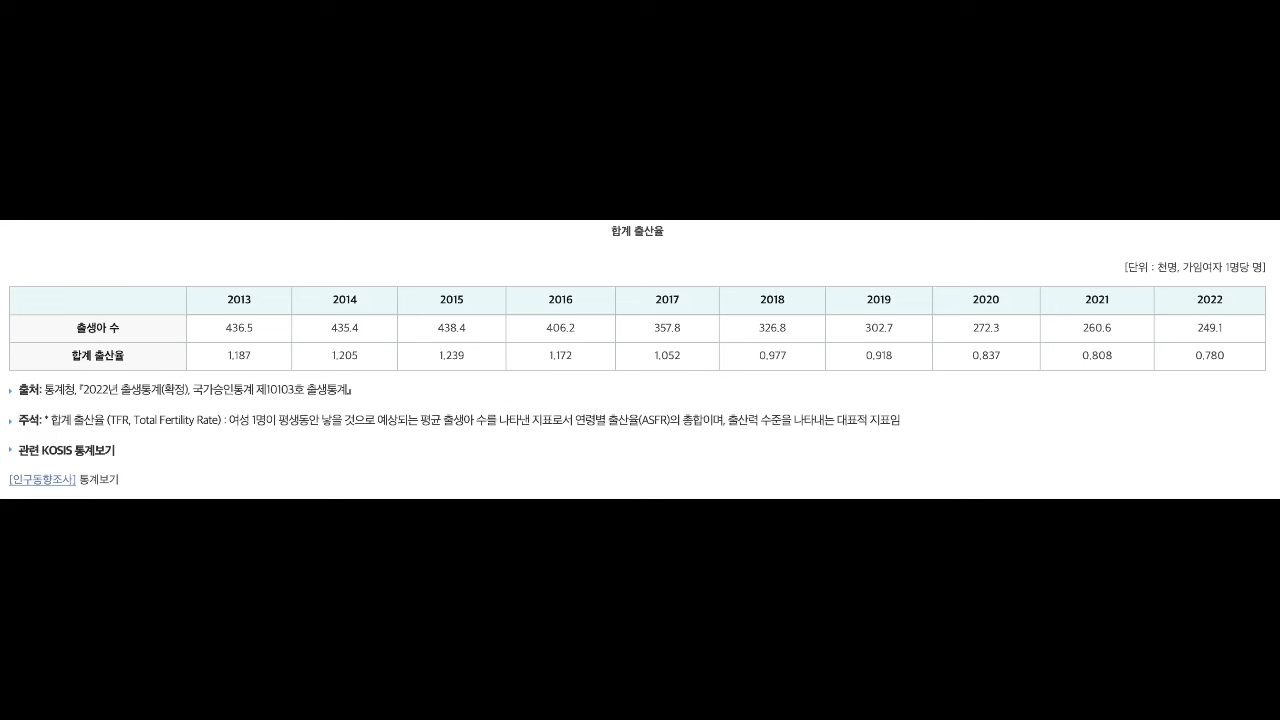 합계 출산율
[단위 : 천명, 가임여자 1명당 명]
2013 2014 2015 2016 2017 2018 2019 2020 2021 2022
출생아 수 436.5 435.4 438.4 406.2 357.8 326.8 302.7 272.3 260.6 249.1
합계 출산율 1.187 1.205 1.239 1.172 1.052 0.977 0.918 0.837 0.808 0.780
출처: 통계청,『2022년 출생통계(확정), 국가승인통계 제10103호 출생통계』
주석: * 합계 출산율 (TFR, Total Fertility Rate) : 여성 1명이 평생동안 낳을 것으로 예상되는 평균 출생아 수를 나타낸 지표로서 연령별 출산율(ASFR)의 총합이며, 출산력 수준을 나타내는 대표적 지표임
관련 KOSIS 통계보기
[인구동향조사] 통계보기